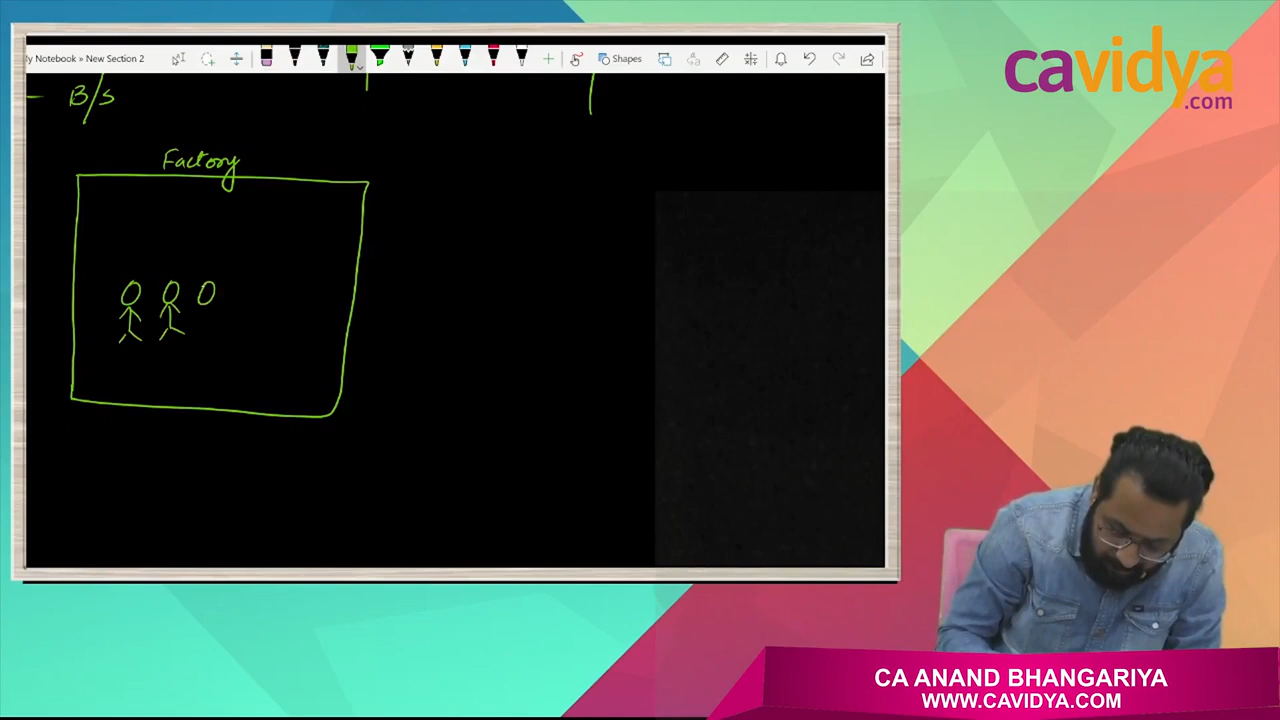 cavidya
.com
y Notebook » New Section 2
Shapes
- B/S
Factory
CA ANAND BHANGARIYA
WWW.CAVIDYA.COM